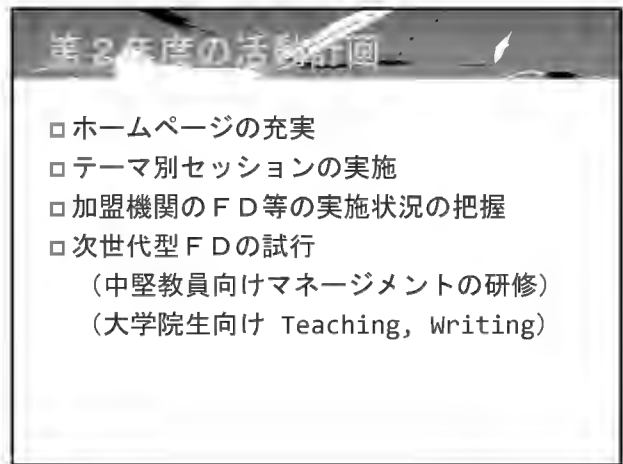 第２年度の活動計画
□ホームページの充実
□テーマ別セッションの実施
□加盟機関のＦＤ等の実施状況の把握
□次世代型ＦＤの試行
（中堅教員向けマネージメントの研修）
（大学院生向け Teaching, Writing）